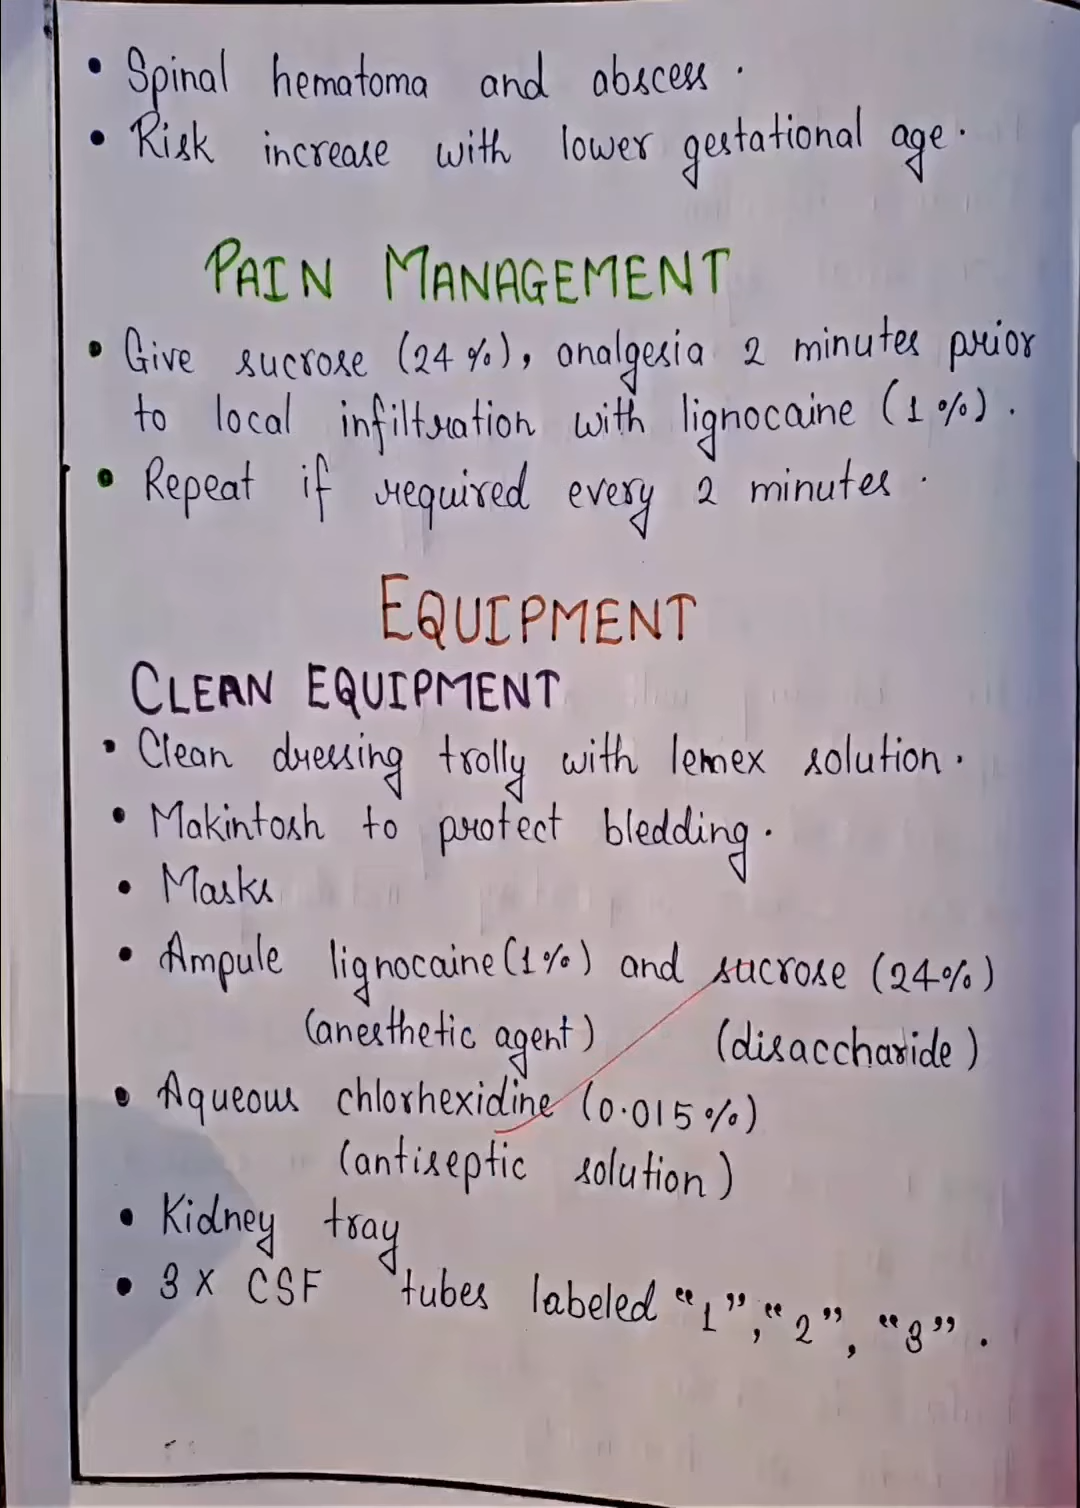 • Spinal hematoma and abscess.
• Risk increase with lower gestational age.
PAIN MANAGEMENT
• Give sucrose (24%), analgesia 2 minutes prior
to local infiltration with lignocaine (1%).
• Repeat if required every 2 minutes.
EQUIPMENT
CLEAN EQUIPMENT
• Clean dressing trolly with lemex solution.
• Makintosh to protect bledding.
• Masks
• Ampule lignocaine (1%) and sucrose (24%)
(anesthetic agent) (disaccharide)
• Aqueous chlorhexidine (0.015%)
(antiseptic solution)
• Kidney tray
• 3 X CSF tubes labeled "1", "2", "3".